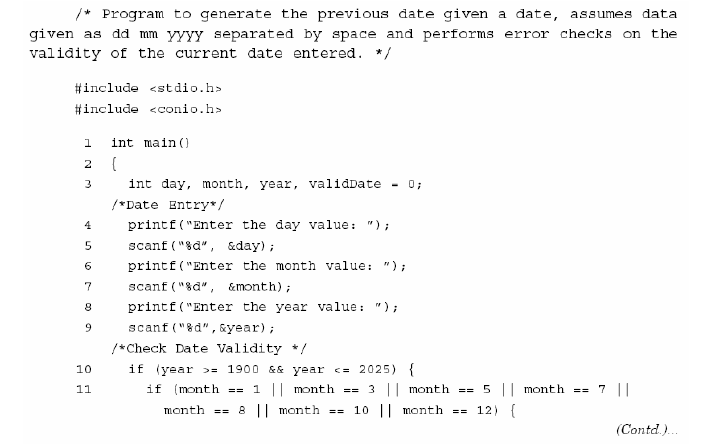 /* Program to generate the previous date given a date, assumes data
given as dd mm yyyy separated by space and performs error checks on the
validity of the current date entered. */
#include <stdio.h>
#include <conio.h>
1 int main()
2 {
3 int day, month, year, validDate = 0;
/*Date Entry*/
4 printf("Enter the day value: ");
5 scanf("%d", &day);
6 printf("Enter the month value: ");
7 scanf("%d", &month);
8 printf("Enter the year value: ");
9 scanf("%d",&year);
/*Check Date Validity */
10 if (year >= 1900 && year <= 2025) {
11 if (month == 1 || month == 3 || month == 5 || month == 7 ||
month == 8 || month == 10 || month == 12) {
(Contd.)...